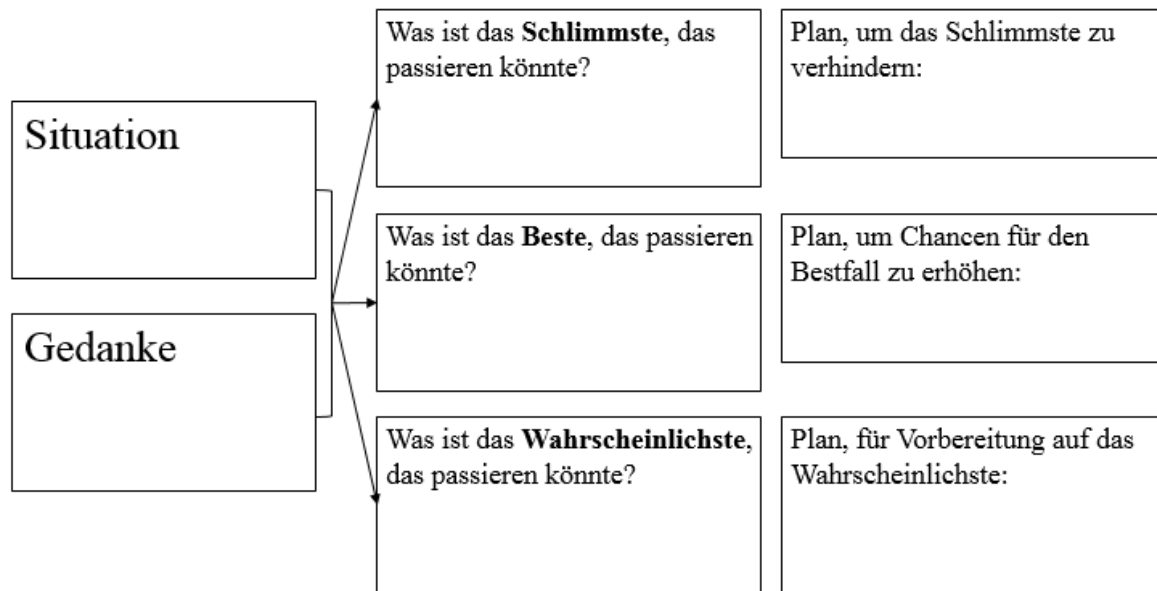 Situation
Gedanke
Was ist das Schlimmste, das
passieren könnte?
Plan, um das Schlimmste zu
verhindern:
Was ist das Beste, das passieren
könnte?
Plan, um Chancen für den
Bestfall zu erhöhen:
Was ist das Wahrscheinlichste,
das passieren könnte?
Plan, für Vorbereitung auf das
Wahrscheinlichste: